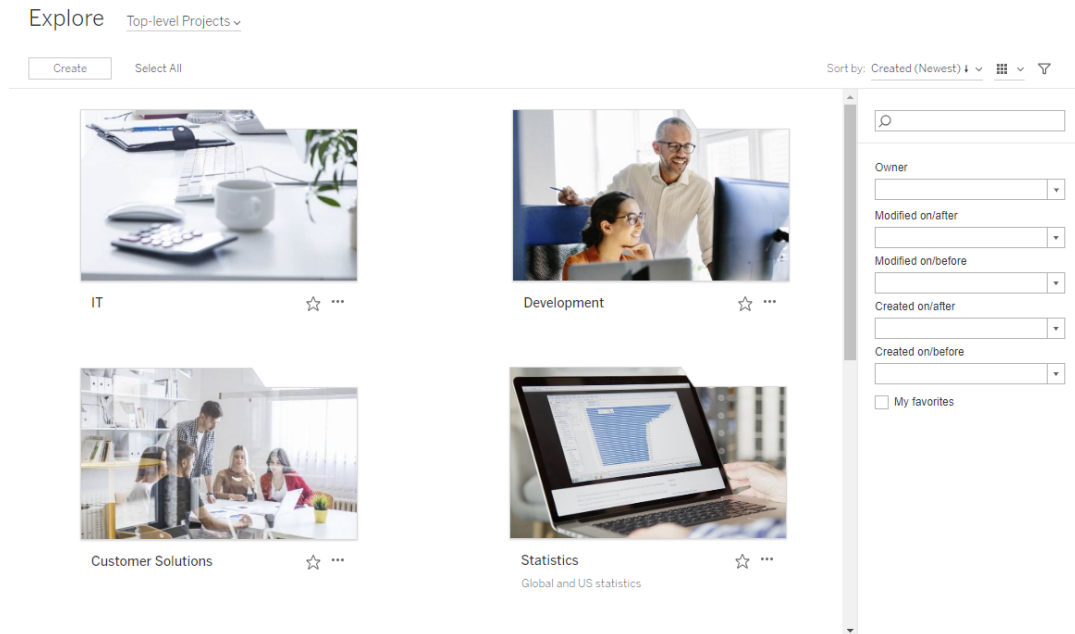 Explore Top-level Projects
Create Select All Sort by: Created (Newest)
Owner
Modified on/after
Modified on/before
Created on/after
Created on/before
My favorites
IT
Development
Customer Solutions
Statistics
Global and US statistics